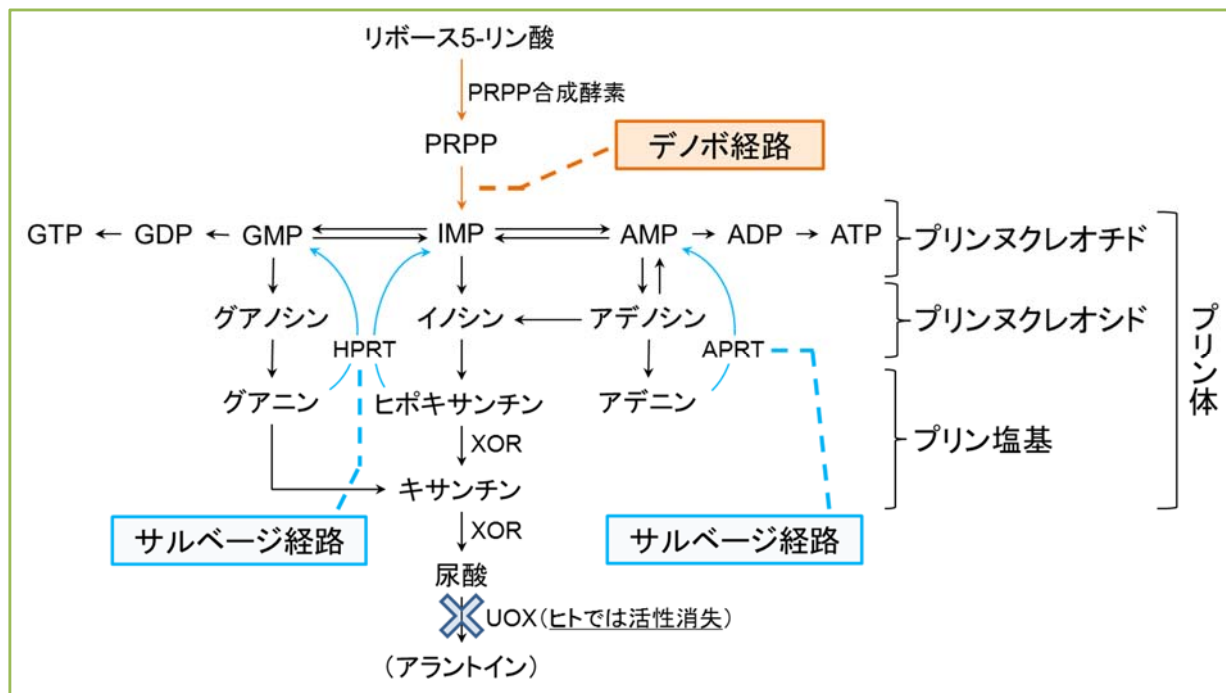 リボース5-リン酸
PRPP合成酵素
PRPP
デノボ経路
GTP
GDP
GMP
IMP
AMP
ADP
ATP
プリンヌクレオチド
グアノシン
イノシン
アデノシン
プリンヌクレオシド
プリン体
HPRT
APRT
グアニン
ヒポキサンチン
アデニン
プリン塩基
XOR
キサンチン
サルベージ経路
XOR
サルベージ経路
尿酸
UOX(ヒトでは活性消失)
(アラントイン)